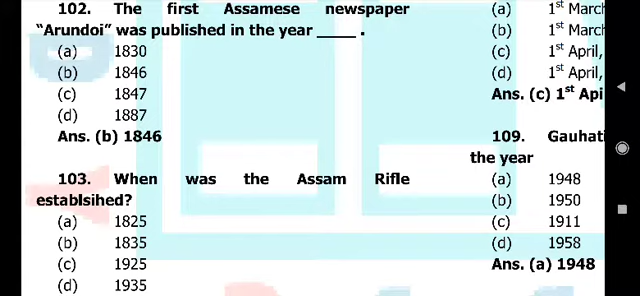 102. The first Assamese newspaper
“Arundoi” was published in the year ____ .
(a) 1830
(b) 1846
(c) 1847
(d) 1887
Ans. (b) 1846
103. When was the Assam Rifle
establsihed?
(a) 1825
(b) 1835
(c) 1925
(d) 1935
(a) 1st March
(b) 1st March
(c) 1st April,
(d) 1st April,
Ans. (c) 1st Api
109. Gauhati
the year
(a) 1948
(b) 1950
(c) 1911
(d) 1958
Ans. (a) 1948